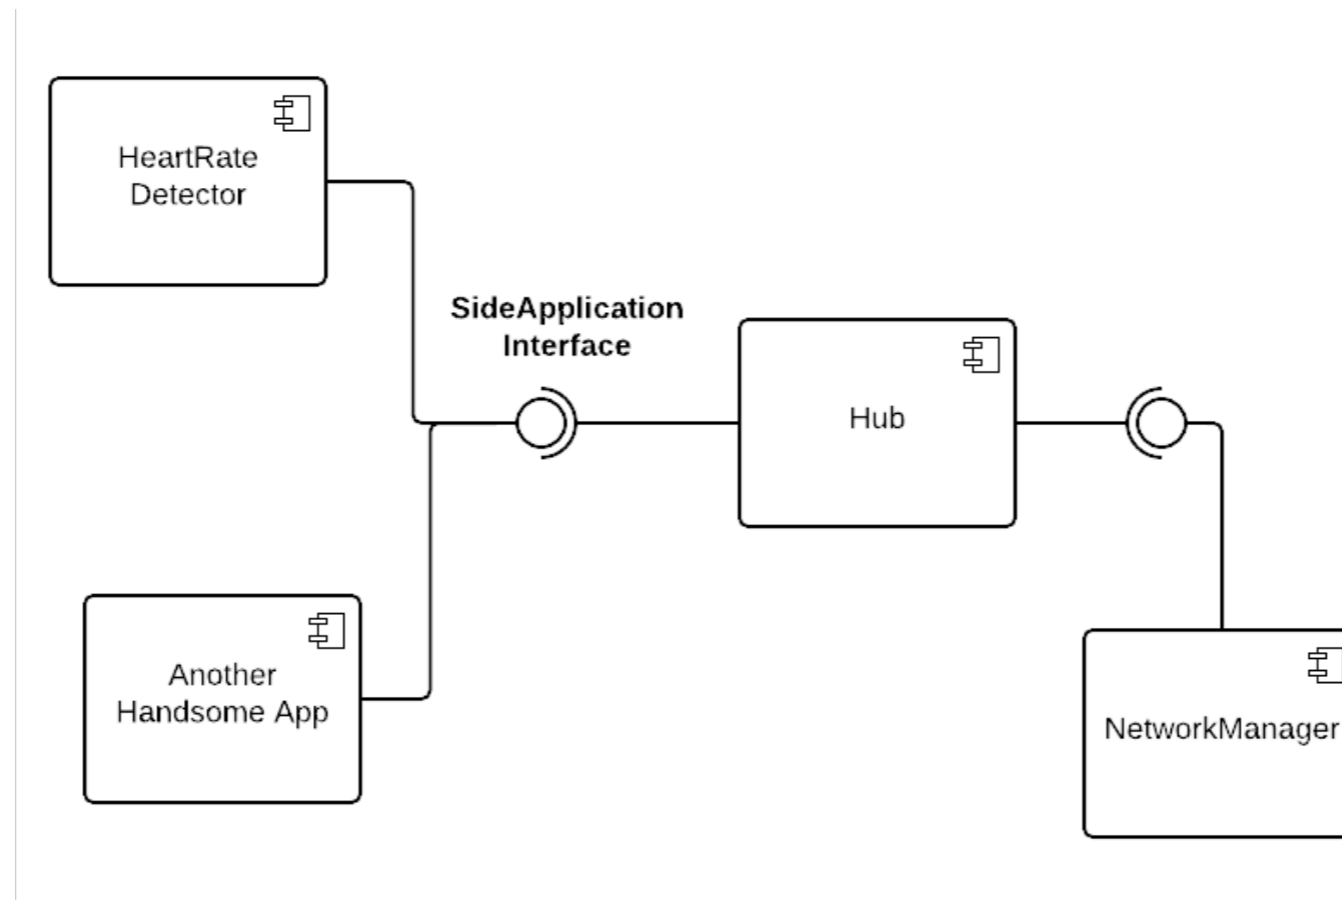 HeartRate
Detector
SideApplication
Interface
Hub
Another
Handsome App
NetworkManager